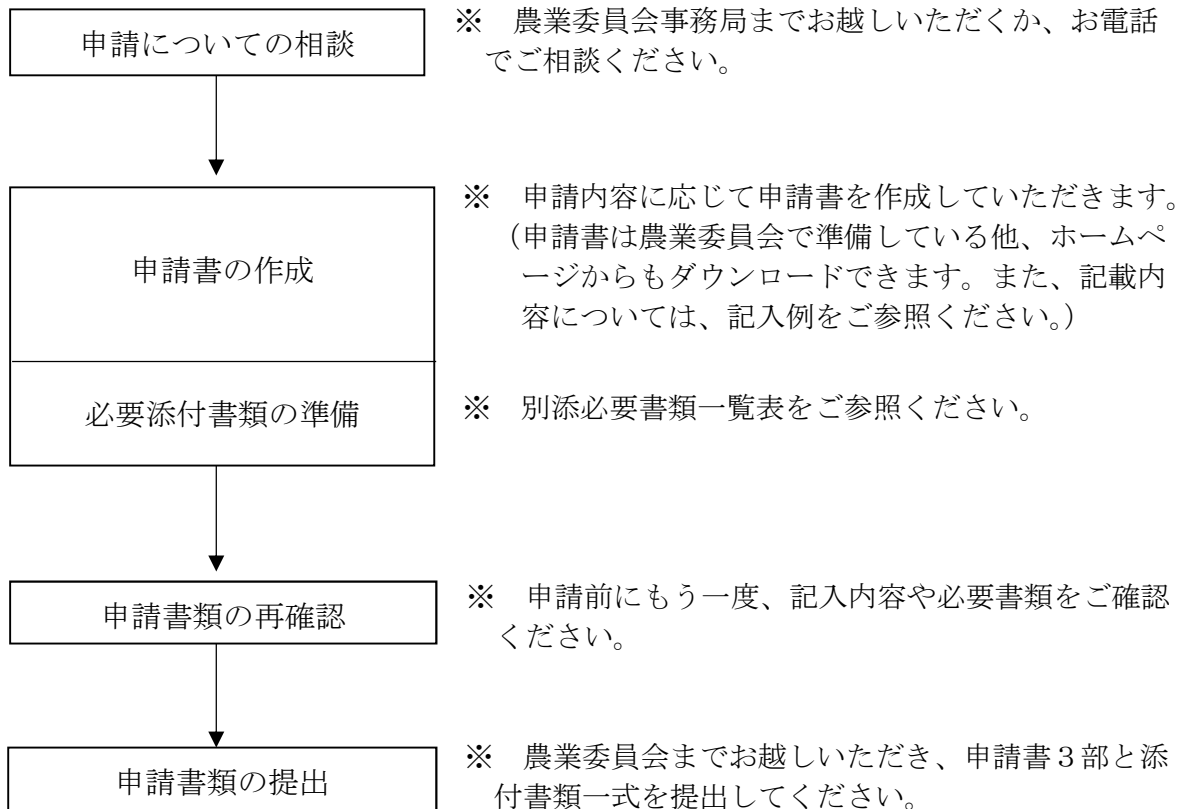 申請についての相談
※　農業委員会事務局までお越しいただくか、お電話
でご相談ください。
申請書の作成
※　申請内容に応じて申請書を作成していただきます。
（申請書は農業委員会で準備している他、ホームペ
ージからもダウンロードできます。また、記載内
容については、記入例をご参照ください。）
必要添付書類の準備
※　別添必要書類一覧表をご参照ください。
申請書類の再確認
※　申請前にもう一度、記入内容や必要書類をご確認
ください。
申請書類の提出
※　農業委員会までお越しいただき、申請書３部と添
付書類一式を提出してください。